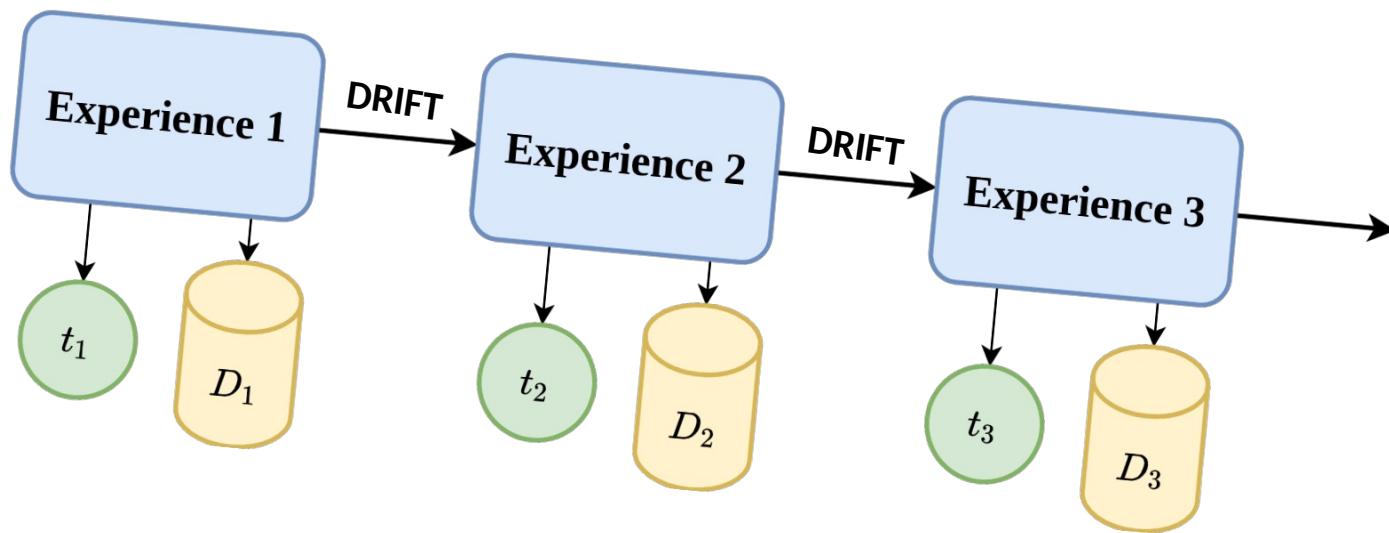 Experience 1
DRIFT
Experience 2
DRIFT
Experience 3
t₁
D₁
t₂
D₂
t₃
D₃